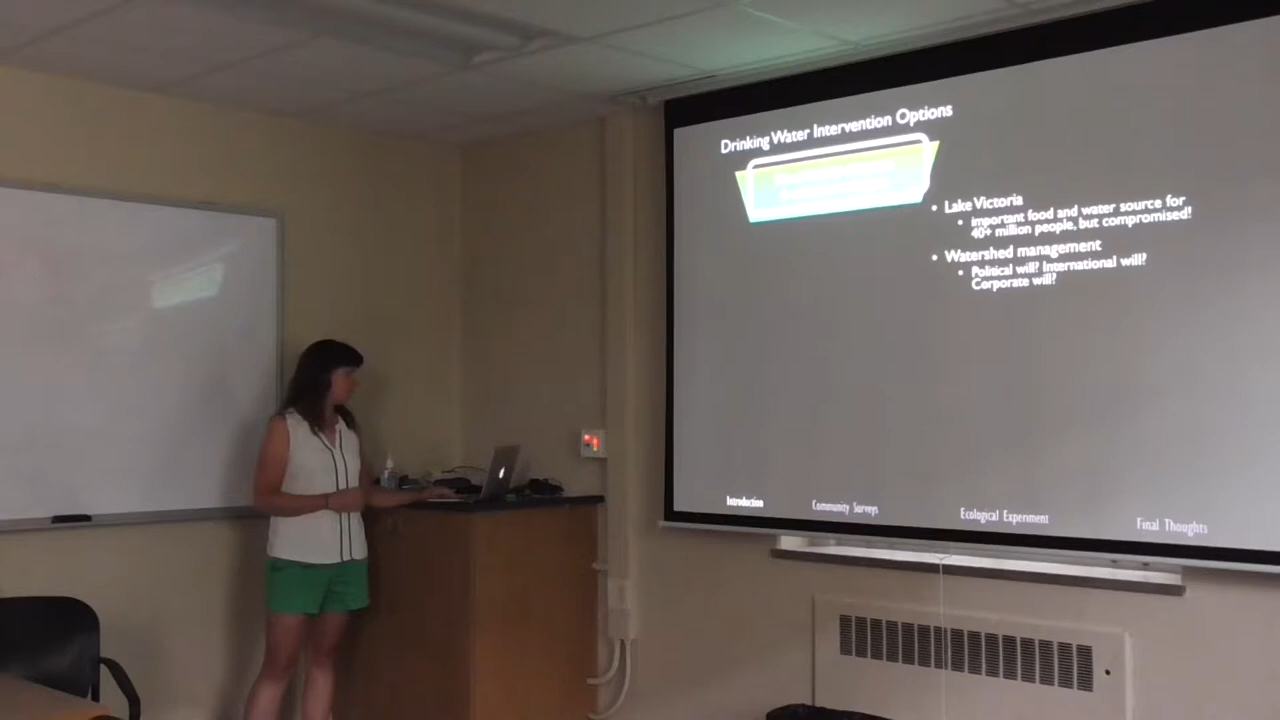 Drinking Water Intervention Options
• Lake Victoria
• important food and water source for
40+ million people, but compromised!
• Watershed management
• Political will? International will?
Corporate will?
Introduction
Community Surveys
Ecological Experiment
Final Thoughts